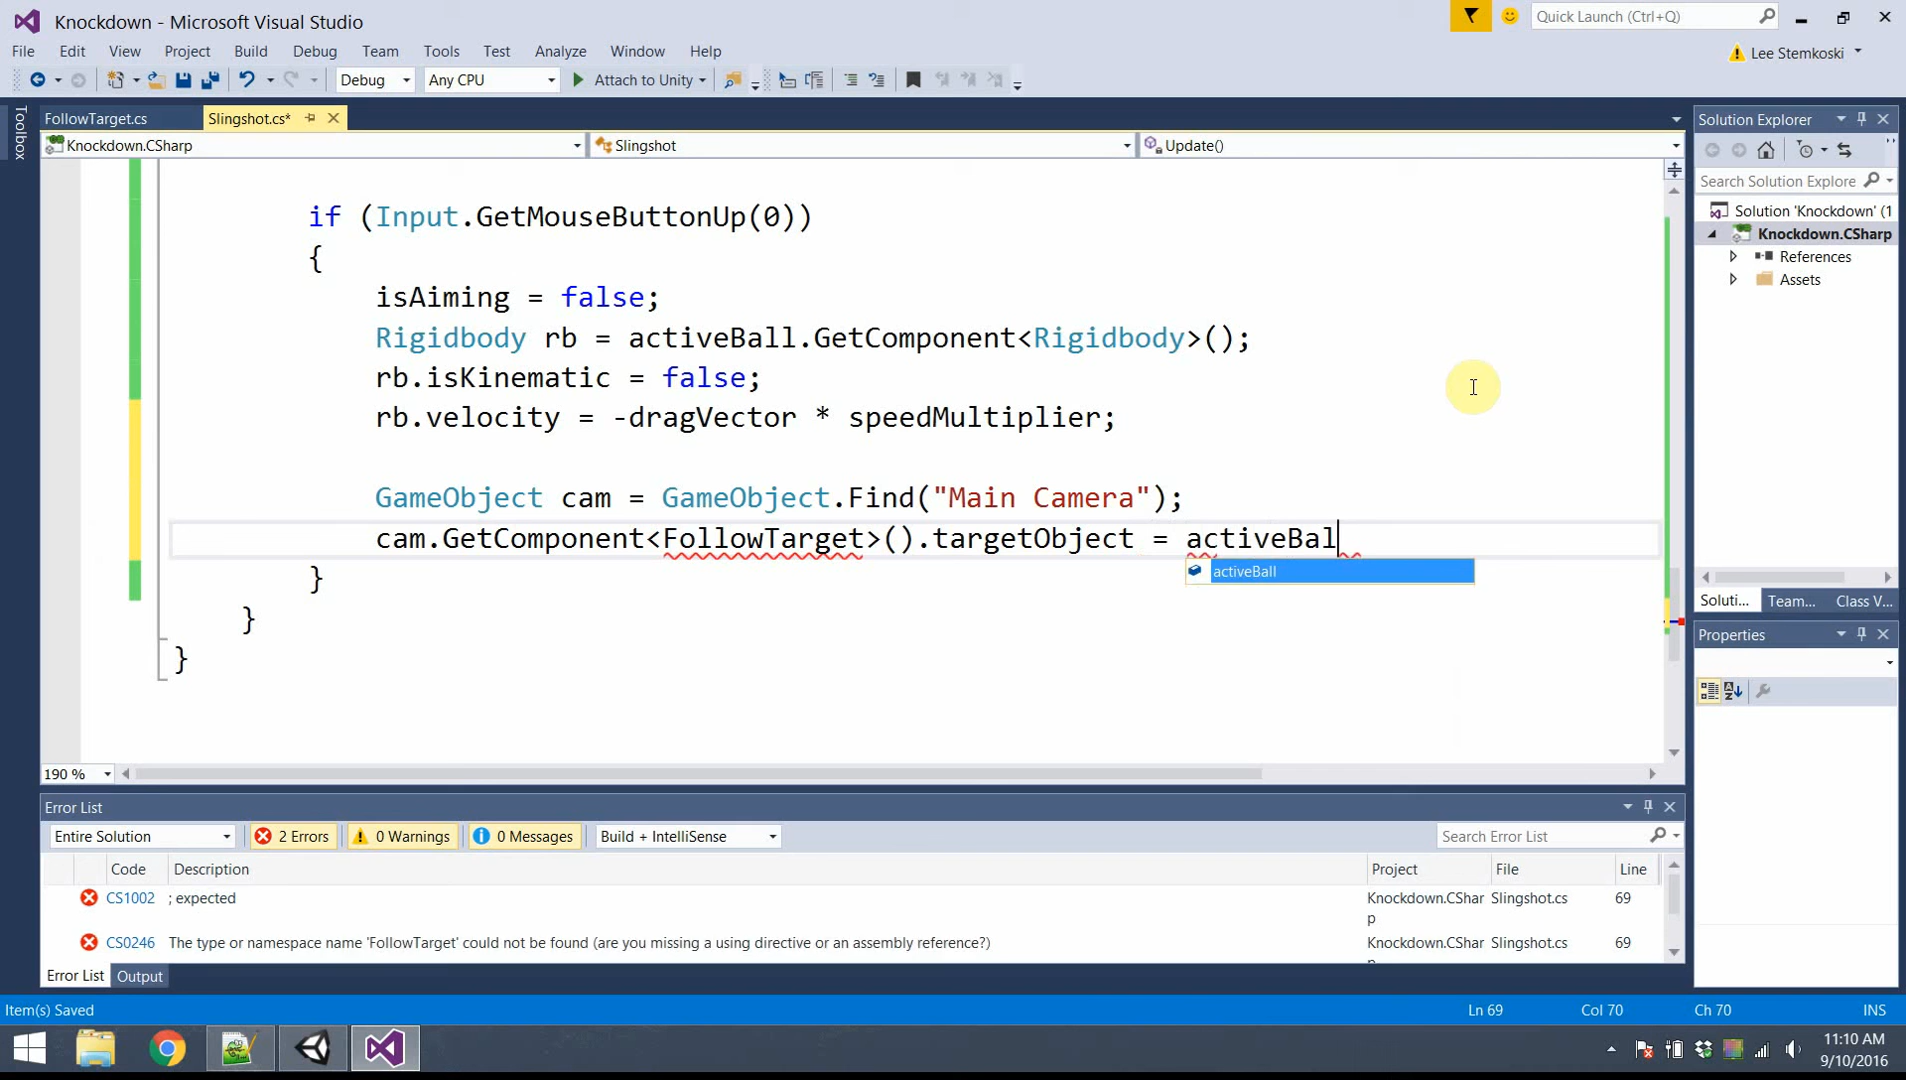 Knockdown - Microsoft Visual Studio
Quick Launch (Ctrl+Q)
File Edit View Project Build Debug Team Tools Test Analyze Window Help
Lee Stemkoski
Debug Any CPU Attach to Unity
Toolbox
FollowTarget.cs Slingshot.cs*
Knockdown.CSharp Slingshot Update()
if (Input.GetMouseButtonUp(0))
{
isAiming = false;
Rigidbody rb = activeBall.GetComponent<Rigidbody>();
rb.isKinematic = false;
rb.velocity = -dragVector * speedMultiplier;
GameObject cam = GameObject.Find("Main Camera");
cam.GetComponent<FollowTarget>().targetObject = activeBal
activeBall
}
}
}
190 %
Solution Explorer
Search Solution Explore
Solution 'Knockdown' (1
Knockdown.CSharp
References
Assets
Soluti... Team... Class V...
Properties
Error List
Entire Solution 2 Errors 0 Warnings 0 Messages Build + IntelliSense Search Error List
Code Description Project File Line
CS1002 ; expected Knockdown.CShar
p Slingshot.cs 69
CS0246 The type or namespace name 'FollowTarget' could not be found (are you missing a using directive or an assembly reference?) Knockdown.CShar
p Slingshot.cs 69
Error List Output
Item(s) Saved Ln 69 Col 70 Ch 70 INS
11:10 AM
9/10/2016